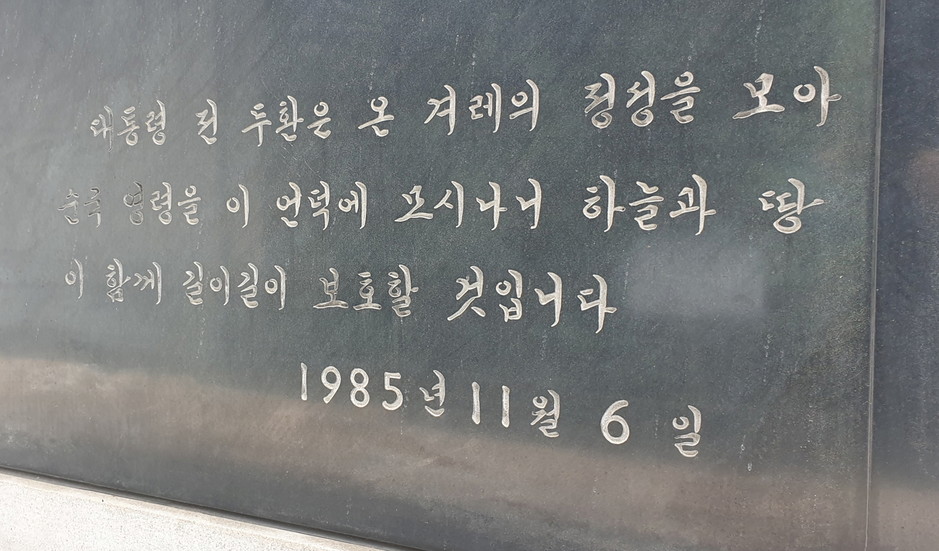 대통령 전 두환은 온 겨레의 정성을 모아
순국 영령을 이 언덕에 모시나니 하늘과 땅
이 함께 길이길이 보호할 것입니다
1985년 11월 6일